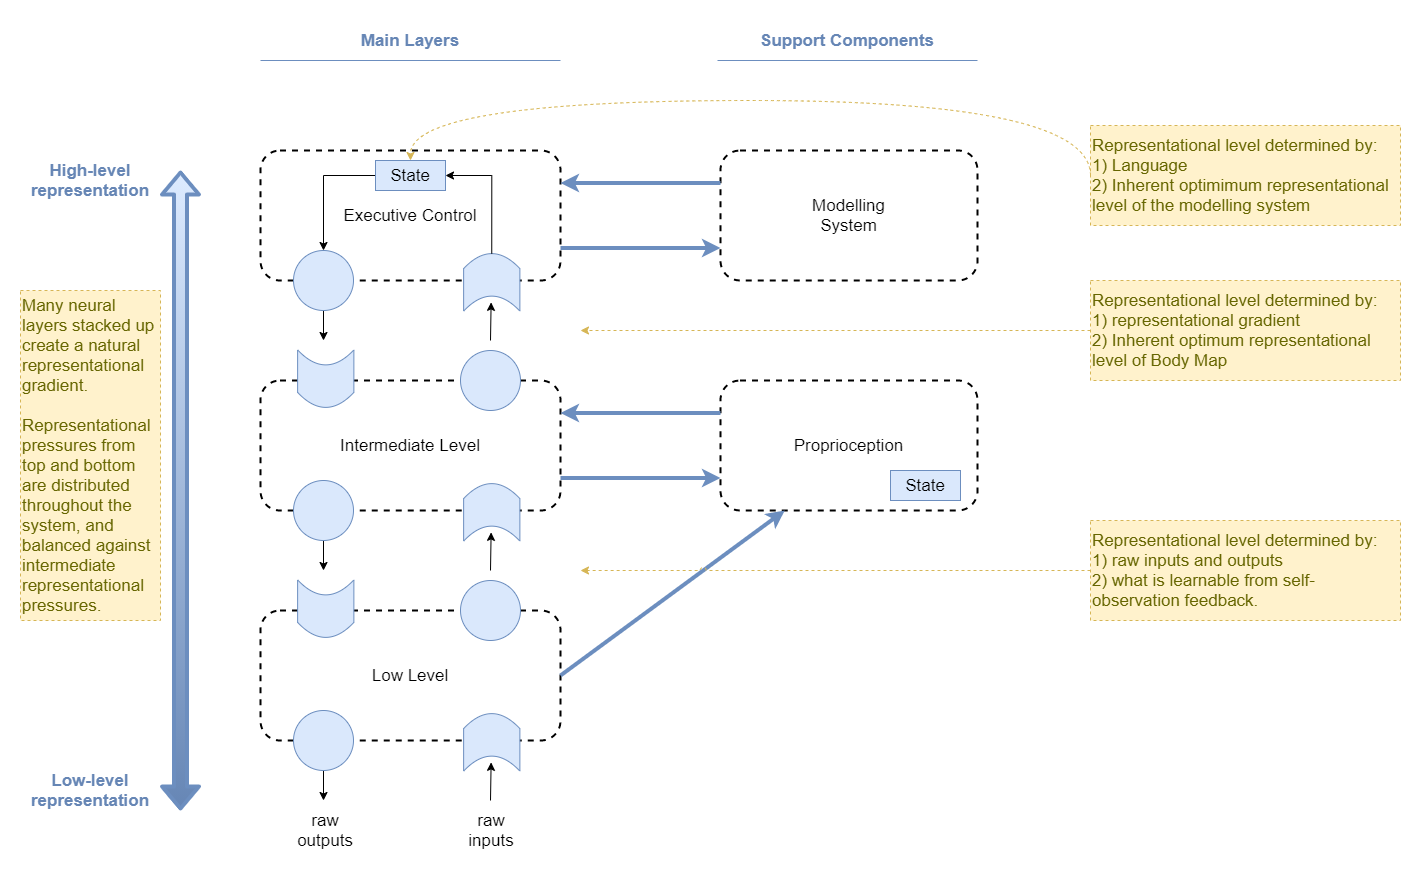 Main Layers
Support Components
High-level
representation
State
Executive Control
Modelling
System
Representational level determined by:
1) Language
2) Inherent optimimum representational
level of the modelling system
Many neural
layers stacked up
create a natural
representational
gradient.
Representational
pressures from
top and bottom
are distributed
throughout the
system, and
balanced against
intermediate
representational
pressures.
Representational level determined by:
1) representational gradient
2) Inherent optimum representational
level of Body Map
Intermediate Level
Proprioception
State
Representational level determined by:
1) raw inputs and outputs
2) what is learnable from self-
observation feedback.
Low Level
Low-level
representation
raw
outputs
raw
inputs